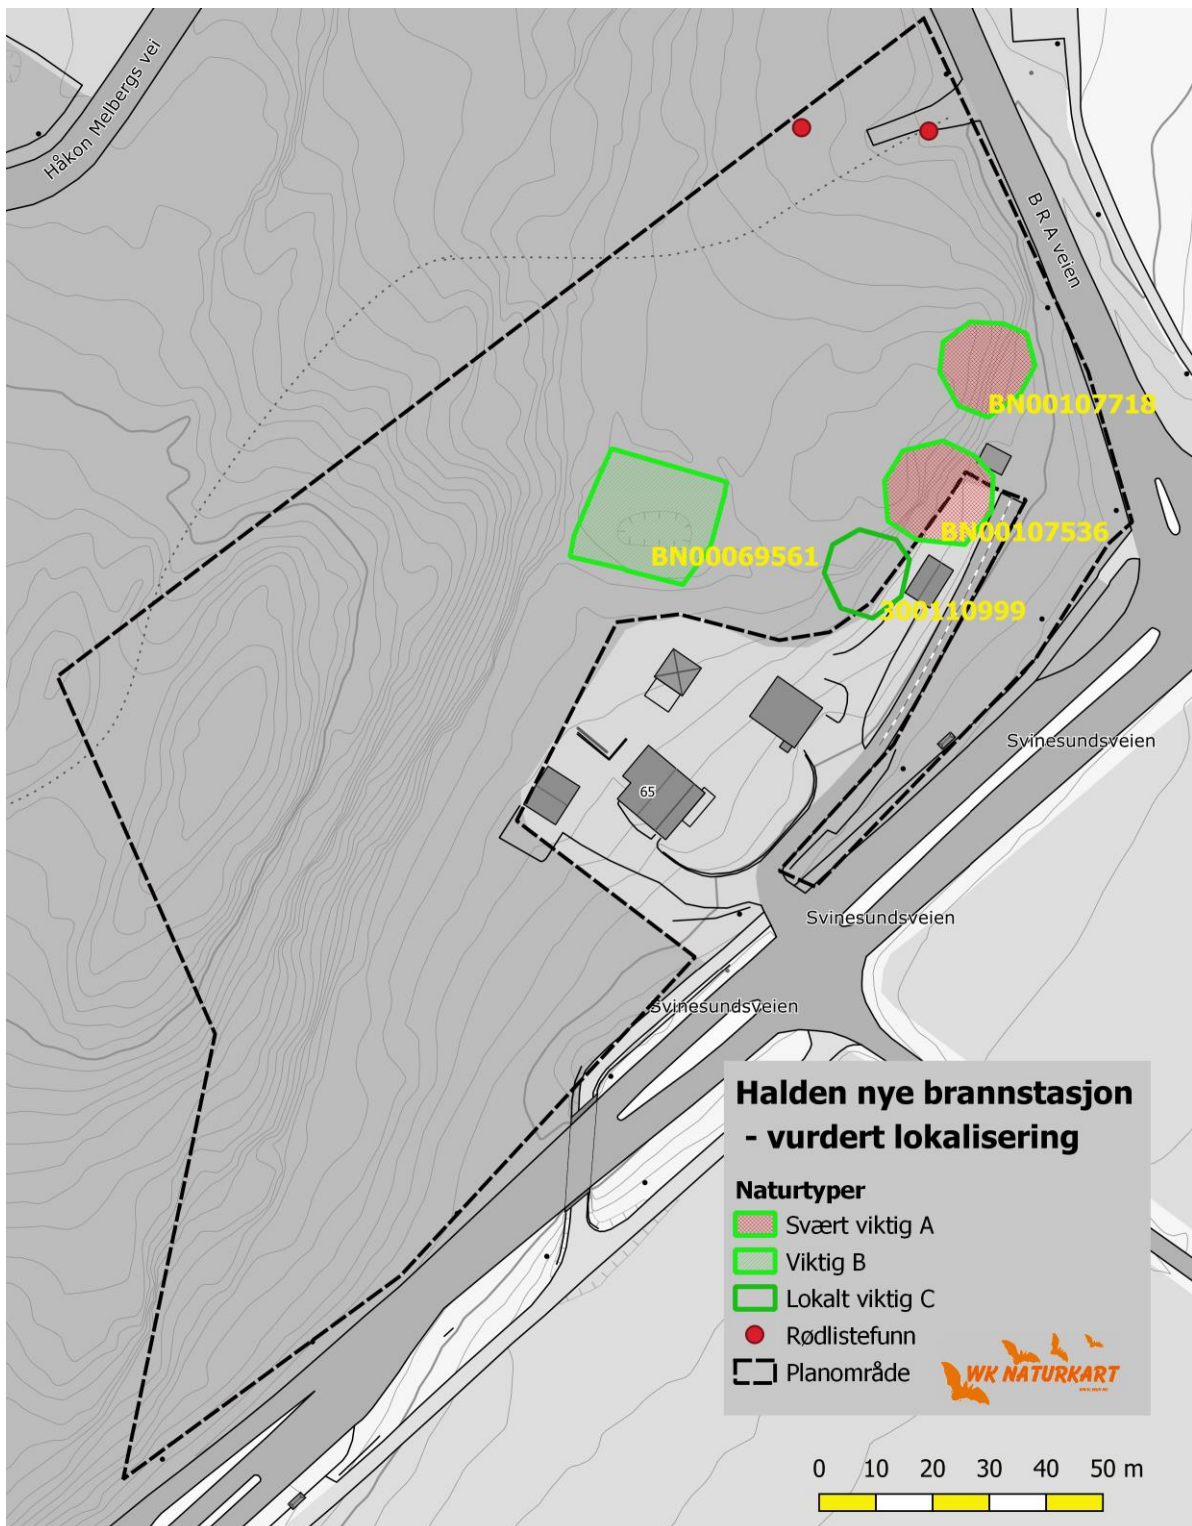 Håkon Melbergs vei
B R A veien
BN00107718
BN00107536
BN00069561
300110999
Svinesundsveien
65
Svinesundsveien
Svinesundsveien
Halden nye brannstasjon
- vurdert lokalisering
Naturtyper
Svært viktig A
Viktig B
Lokalt viktig C
Rødlistefunn
Planområde
WK NATURKART
0 10 20 30 40 50 m